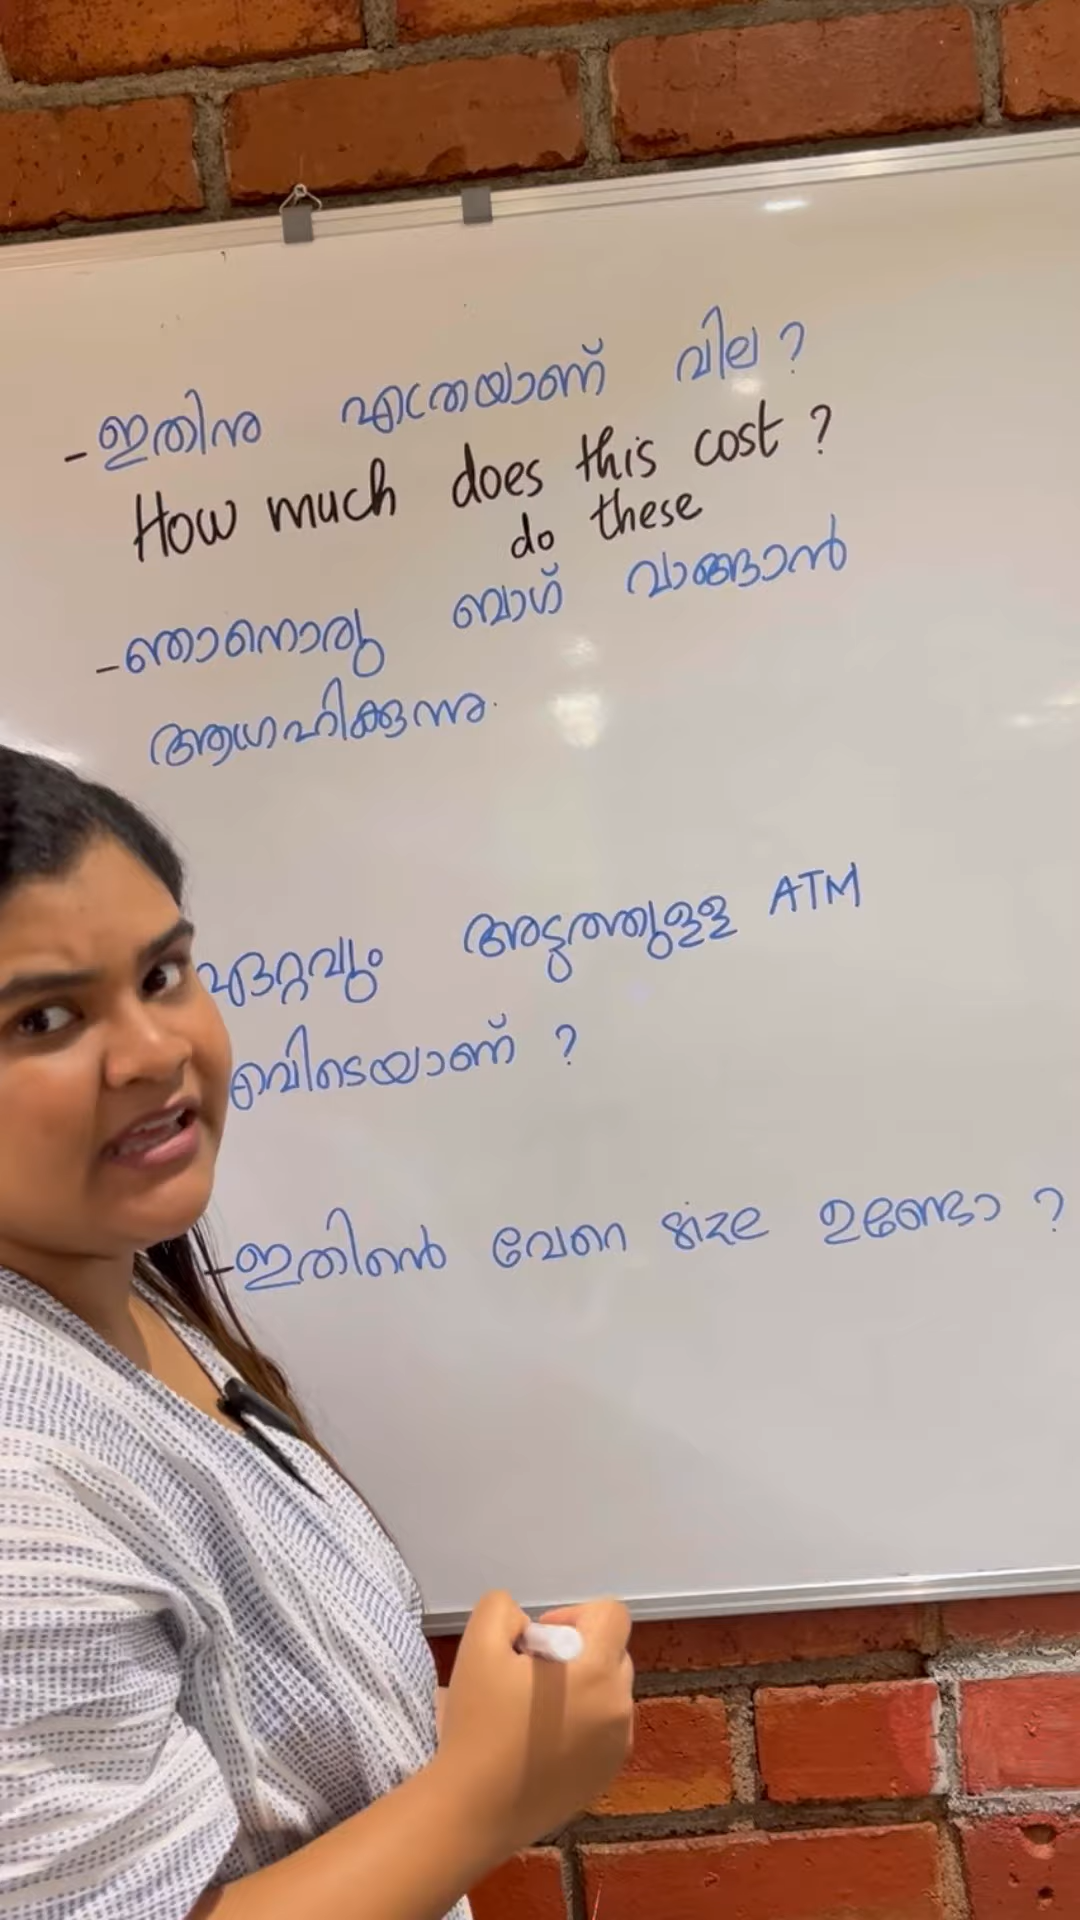 - ഇതിനു എത്രയാണ് വില ?
How much does this cost ?
do these
- ഞാനൊരു ബാഗ് വാങ്ങാൻ
ആഗ്രഹിക്കുന്നു.
ഏറ്റവും അടുത്തുള്ള ATM
വിടെയാണ് ?
- ഇതിൻെ വേറെ size ഉണ്ടോ ?